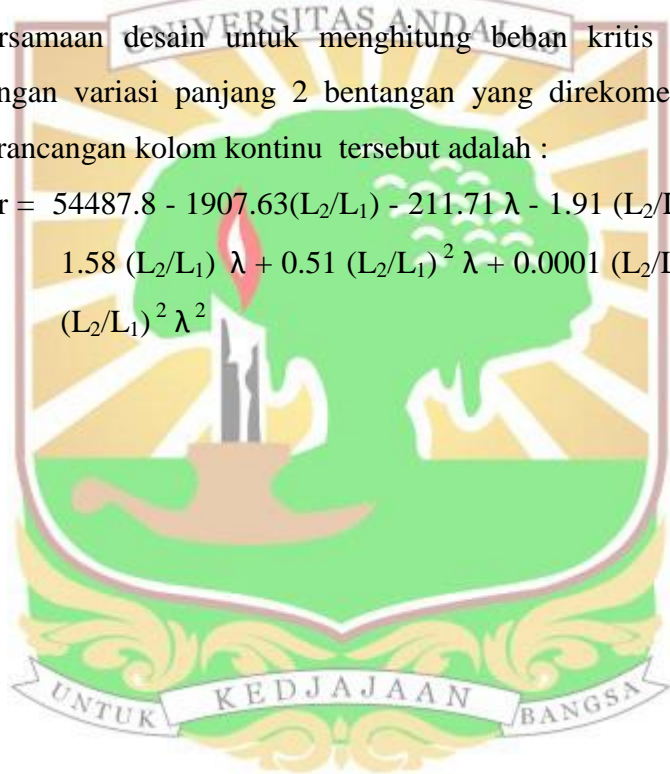 UNIVERSITAS ANDALAS
rsamaan desain untuk menghitung beban kritis
ngan variasi panjang 2 bentangan yang direkome
rancangan kolom kontinu tersebut adalah :
r = 54487.8 - 1907.63(L₂/L₁) - 211.71 λ - 1.91 (L₂/L
1.58 (L₂/L₁) λ + 0.51 (L₂/L₁) ² λ + 0.0001 (L₂/L
(L₂/L₁) ² λ ²
UNTUK KEDJAJAAN BANGSA